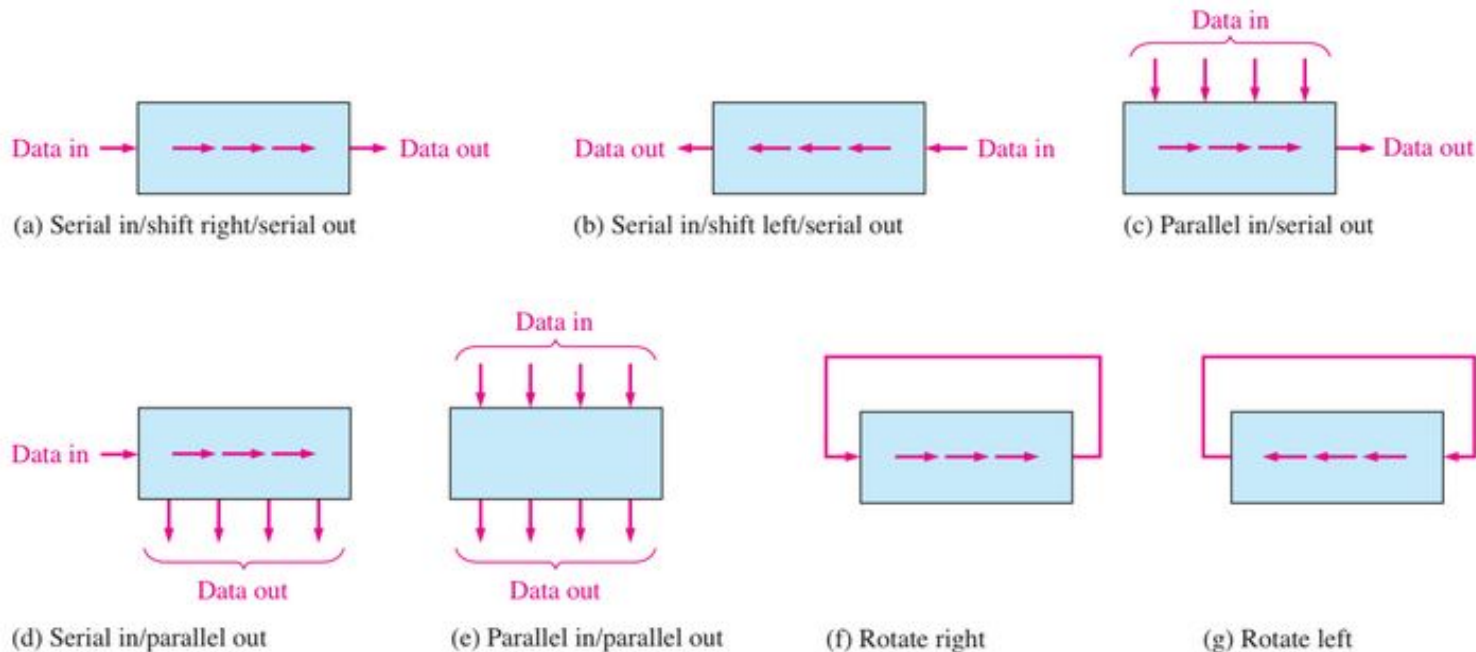 Data in
Data in
Data out
(a) Serial in/shift right/serial out
Data out
Data in
(b) Serial in/shift left/serial out
Data out
(c) Parallel in/serial out
Data in
Data out
(d) Serial in/parallel out
Data in
Data out
(e) Parallel in/parallel out
(f) Rotate right
(g) Rotate left